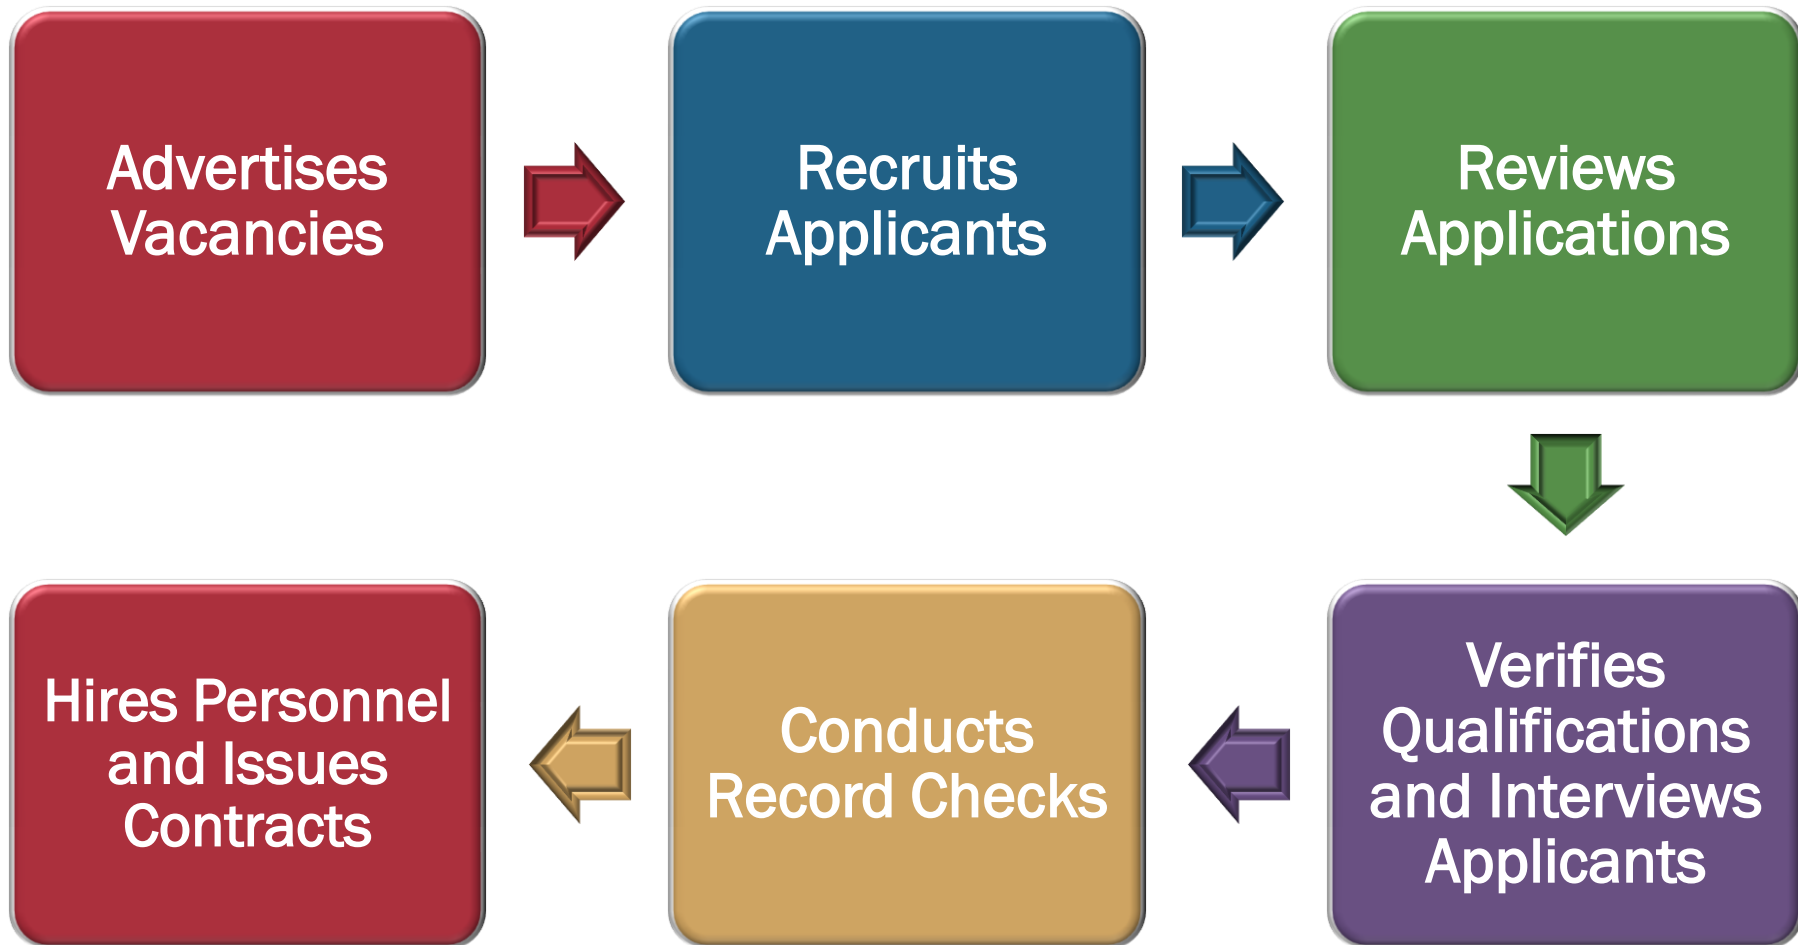 Advertises
Vacancies
Recruits
Applicants
Reviews
Applications
Verifies
Qualifications
and Interviews
Applicants
Conducts
Record Checks
Hires Personnel
and Issues
Contracts